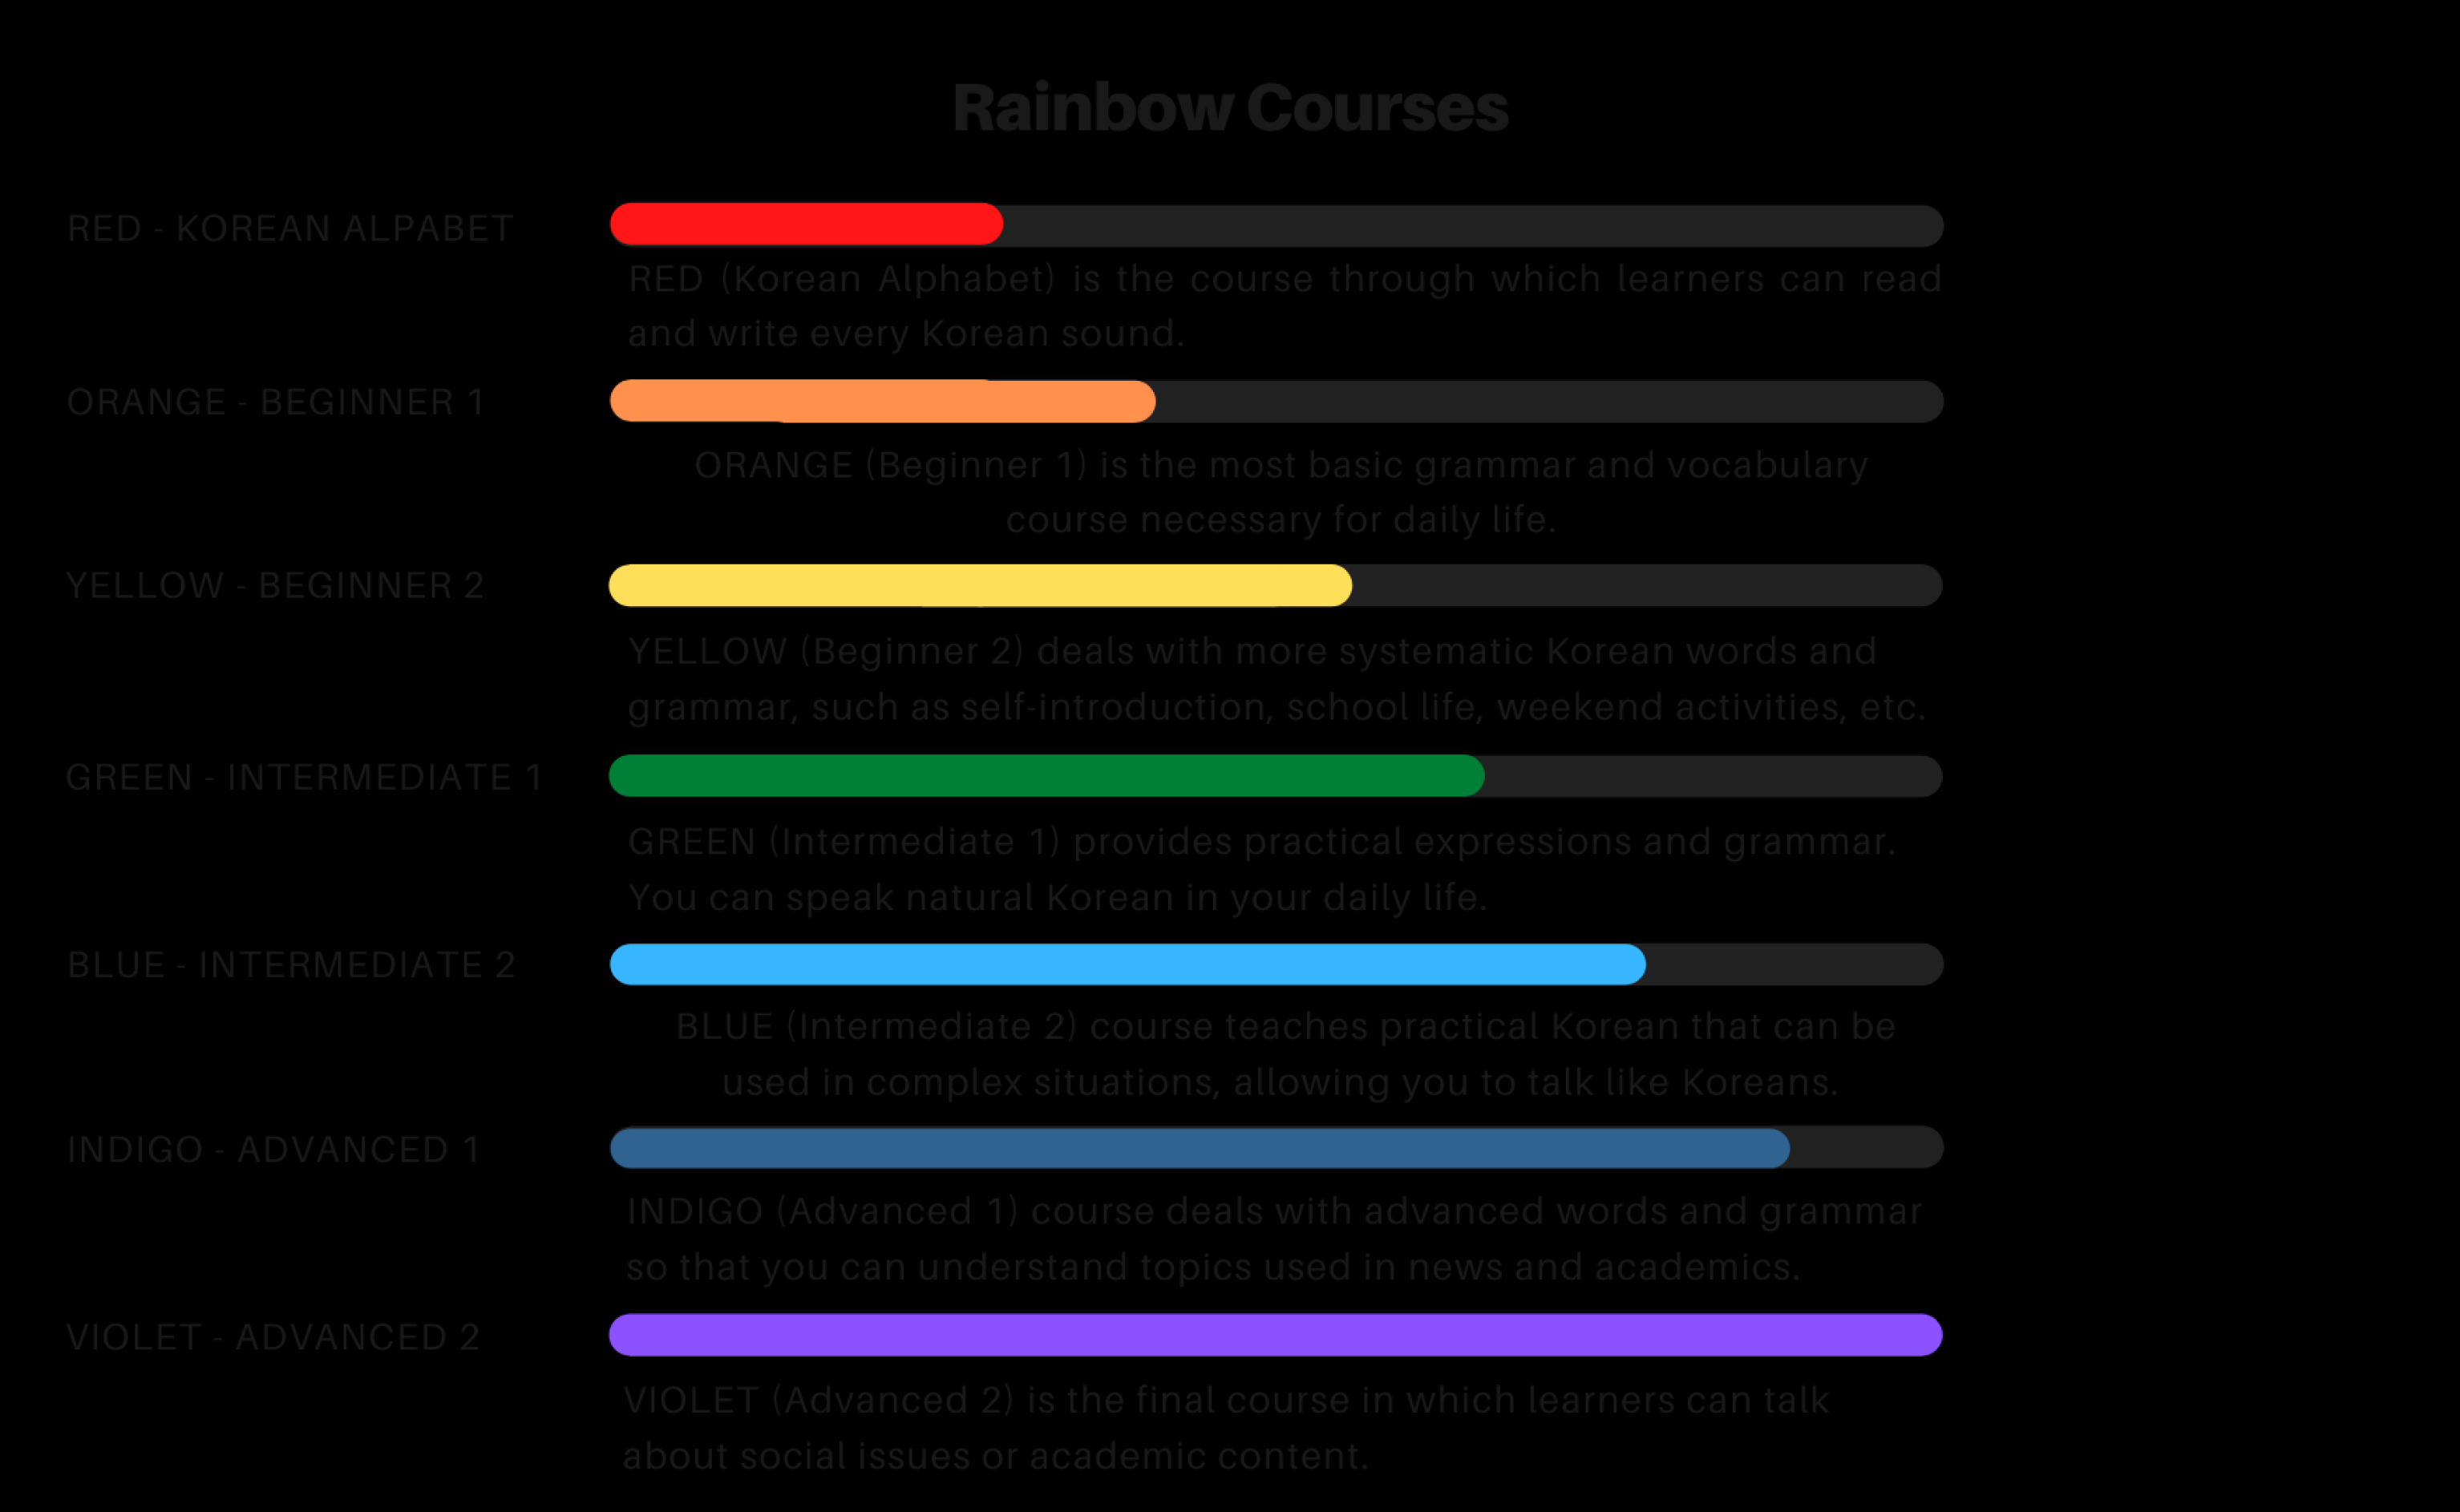 Rainbow Courses
RED - KOREAN ALPABET
RED (Korean Alphabet) is the course through which learners can read
and write every Korean sound.
ORANGE - BEGINNER 1
ORANGE (Beginner 1) is the most basic grammar and vocabulary
course necessary for daily life.
YELLOW - BEGINNER 2
YELLOW (Beginner 2) deals with more systematic Korean words and
grammar, such as self-introduction, school life, weekend activities, etc.
GREEN - INTERMEDIATE 1
GREEN (Intermediate 1) provides practical expressions and grammar.
You can speak natural Korean in your daily life.
BLUE - INTERMEDIATE 2
BLUE (Intermediate 2) course teaches practical Korean that can be
used in complex situations, allowing you to talk like Koreans.
INDIGO - ADVANCED 1
INDIGO (Advanced 1) course deals with advanced words and grammar
so that you can understand topics used in news and academics.
VIOLET - ADVANCED 2
VIOLET (Advanced 2) is the final course in which learners can talk
about social issues or academic content.